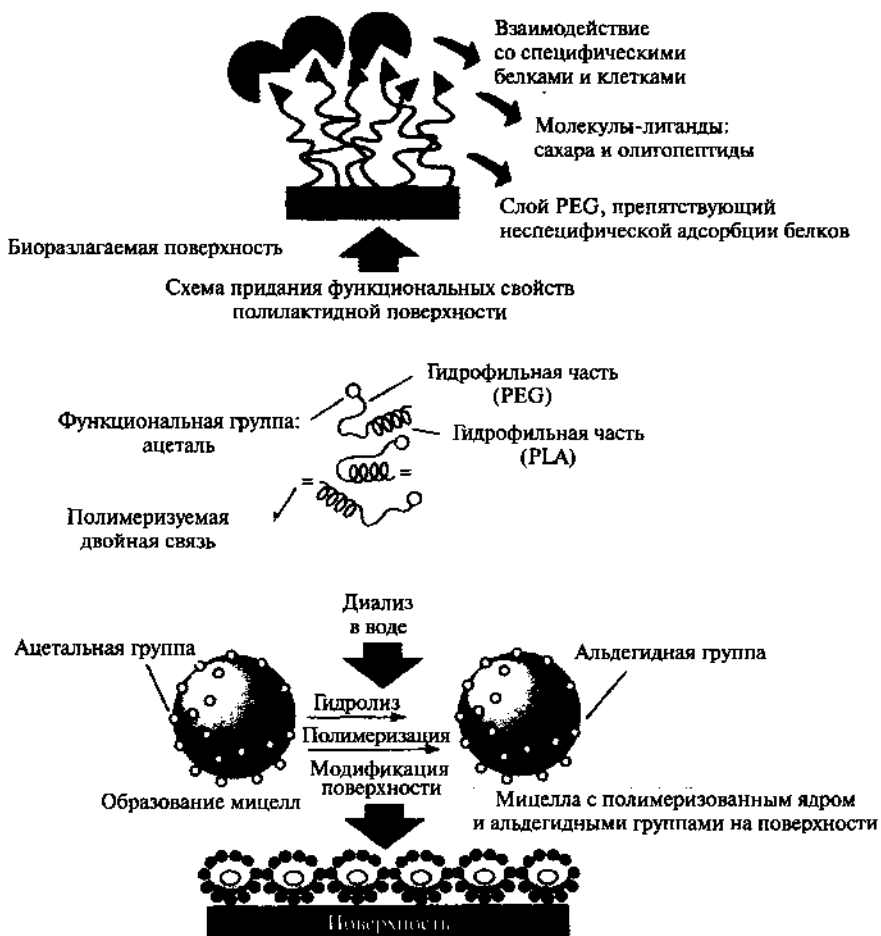 Взаимодействие
со специфическими
белками и клетками
Молекулы-лиганды:
сахара и олигопептиды
Слой PEG, препятствующий
неспецифической адсорбции белков
Биоразлагаемая поверхность
Схема придания функциональных свойств
полилактидной поверхности
Гидрофильная часть
(PEG)
Функциональная группа:
ацеталь
Гидрофильная часть
(PLA)
=
=
Полимеризуемая
двойная связь
Диализ
в воде
Ацетальная группа
Альдегидная группа
Гидролиз
Полимеризация
Модификация
поверхности
Образование мицелл
Мицелла с полимеризованным ядром
и альдегидными группами на поверхности
Поверхность